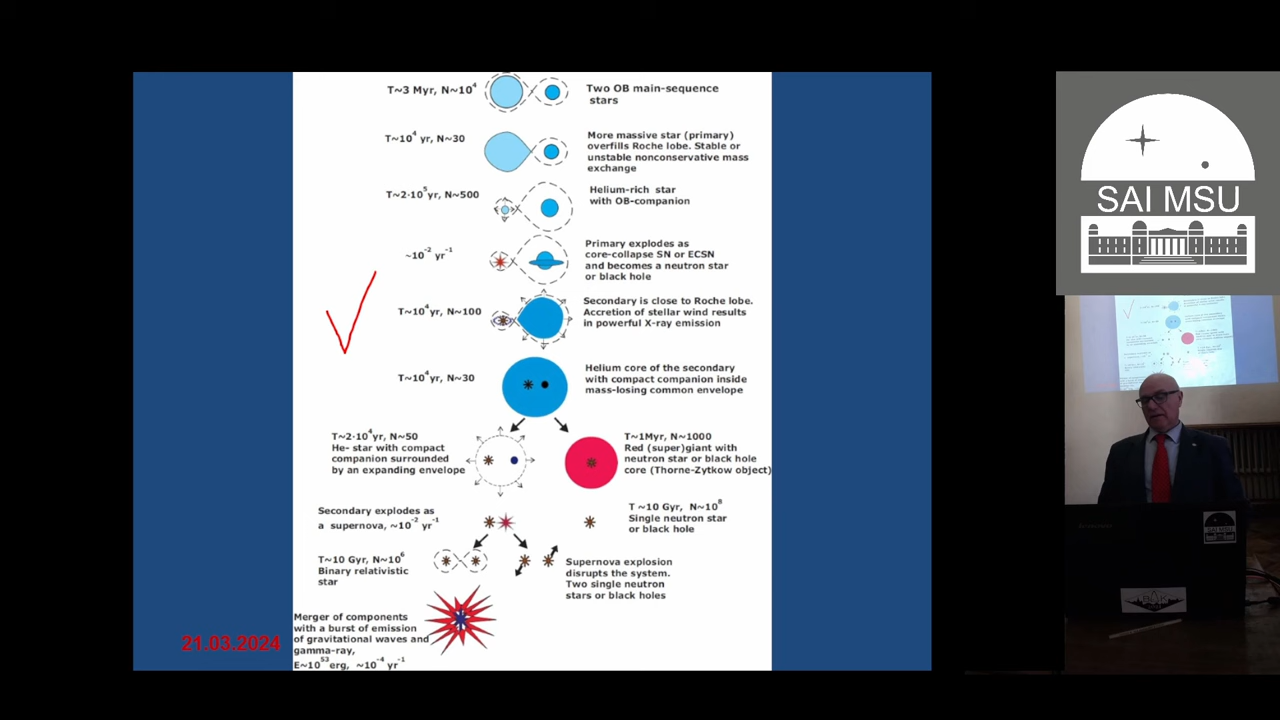 T~3 Myr, N~10⁴
Two OB main-sequence
stars
T~10⁴ yr, N~30
More massive star (primary)
overfills Roche lobe. Stable or
unstable nonconservative mass
exchange
T~2·10⁵yr, N~500
Helium-rich star
with OB-companion
~10⁻² yr⁻¹
Primary explodes as
core-collapse SN or ECSN
and becomes a neutron star
or black hole
T~10⁴yr, N~100
Secondary is close to Roche lobe.
Accretion of stellar wind results
in powerful X-ray emission
T~10⁴yr, N~30
Helium core of the secondary
with compact companion inside
mass-losing common envelope
T~2·10⁴yr, N~50
He- star with compact
companion surrounded
by an expanding envelope
T~1Myr, N~1000
Red (super)giant with
neutron star or black hole
core (Thorne-Zytkow object)
Secondary explodes as
a supernova, ~10⁻² yr⁻¹
T ~10 Gyr, N~10⁸
Single neutron star
or black hole
T~10 Gyr, N~10⁶
Binary relativistic
star
Supernova explosion
disrupts the system.
Two single neutron
stars or black holes
Merger of components
with a burst of emission
of gravitational waves and
gamma-ray,
E~10⁵³ erg, ~10⁻⁴ yr⁻¹
21.03.2024
SAI MSU
SAI MSU